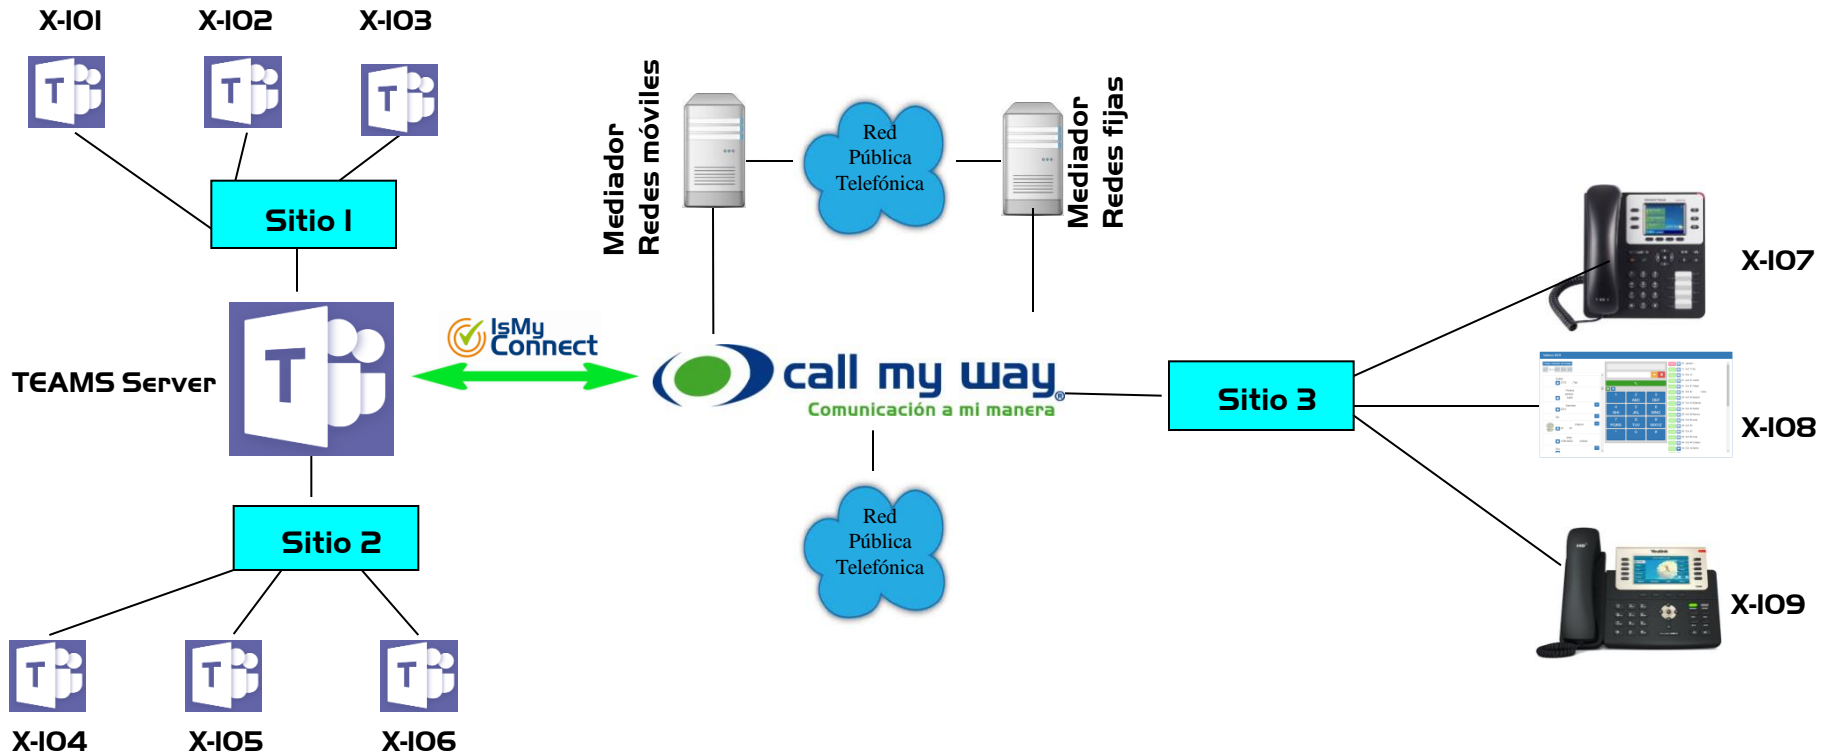 X-101
X-102
X-103
T
T
T
Sitio 1
TEAMS Server
T
Sitio 2
T
T
T
X-104
X-105
X-106
IsMy
Connect
Mediador
Redes móviles
Red
Pública
Telefónica
Mediador
Redes fijas
call my way®
Comunicación a mi manera
Red
Pública
Telefónica
Sitio 3
X-107
X-108
Yealink
X-109